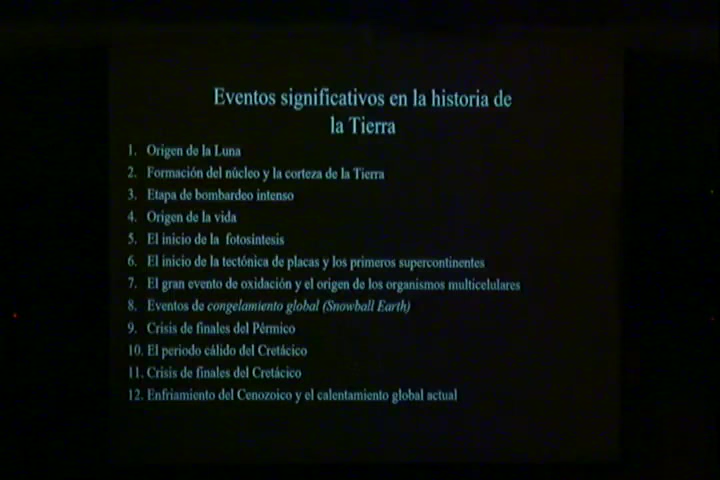 Eventos significativos en la historia de
la Tierra
1. Origen de la Luna
2. Formación del núcleo y la corteza de la Tierra
3. Etapa de bombardeo intenso
4. Origen de la vida
5. El inicio de la fotosíntesis
6. El inicio de la tectónica de placas y los primeros supercontinentes
7. El gran evento de oxidación y el origen de los organismos multicelulares
8. Eventos de congelamiento global (Snowball Earth)
9. Crisis de finales del Pérmico
10. El periodo cálido del Cretácico
11. Crisis de finales del Cretácico
12. Enfriamiento del Cenozoico y el calentamiento global actual